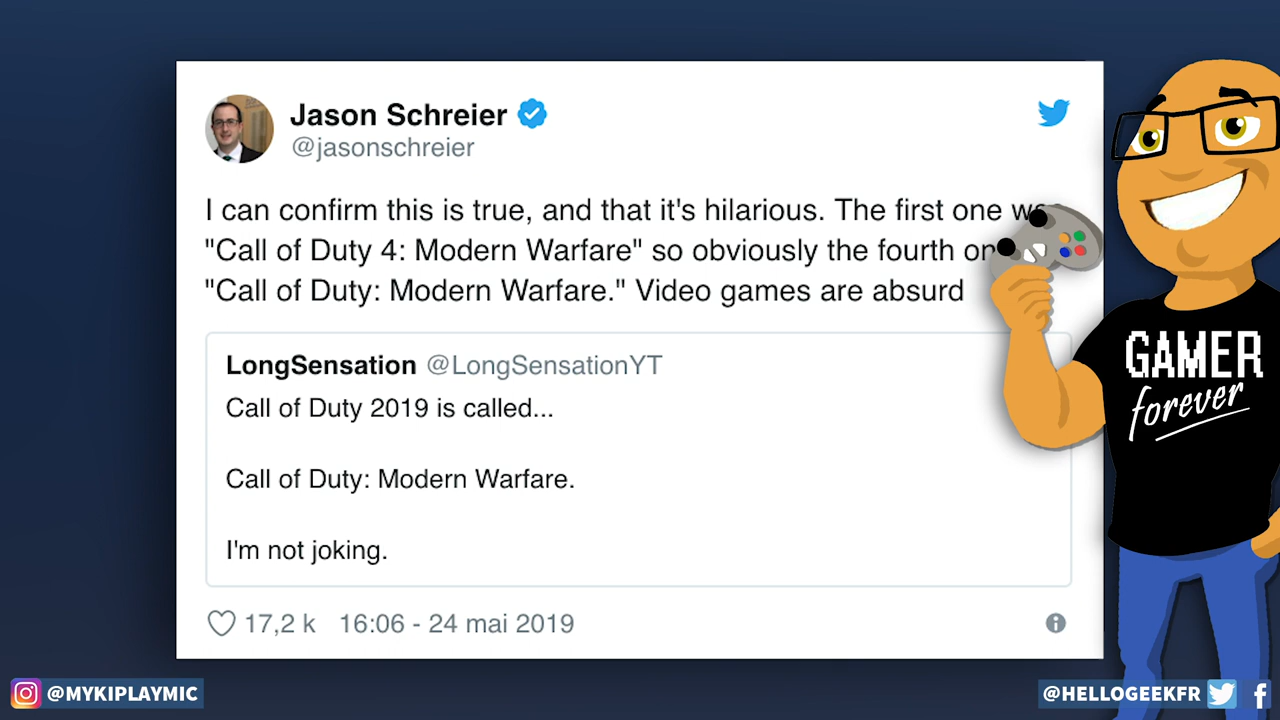 Jason Schreier
@jasonschreier
I can confirm this is true, and that it's hilarious. The first one
"Call of Duty 4: Modern Warfare" so obviously the fourth
"Call of Duty: Modern Warfare." Video games are absurd
LongSensation @LongSensationYT
Call of Duty 2019 is called...
Call of Duty: Modern Warfare.
I'm not joking.
17,2 k 16:06 - 24 mai 2019
GAMER
forever
@MYKIPLAYMIC
@HELLOGEEKFR